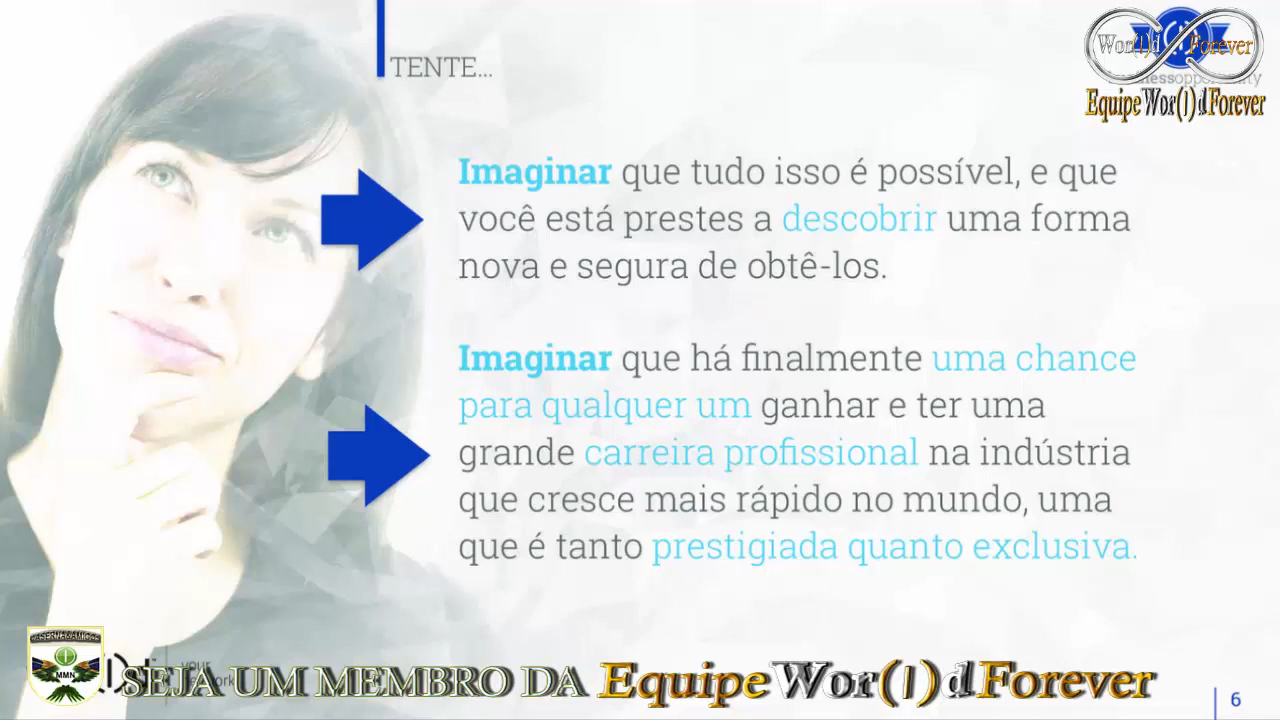 TENTE...
Wor(l)d Forever
businessopportunity
Equipe Wor(l)d Forever
Imaginar que tudo isso é possível, e que
você está prestes a descobrir uma forma
nova e segura de obtê-los.
Imaginar que há finalmente uma chance
para qualquer um ganhar e ter uma
grande carreira profissional na indústria
que cresce mais rápido no mundo, uma
que é tanto prestigiada quanto exclusiva.
MMN
your
SEJA UM MEMBRO DA Equipe Wor(l)d Forever
6